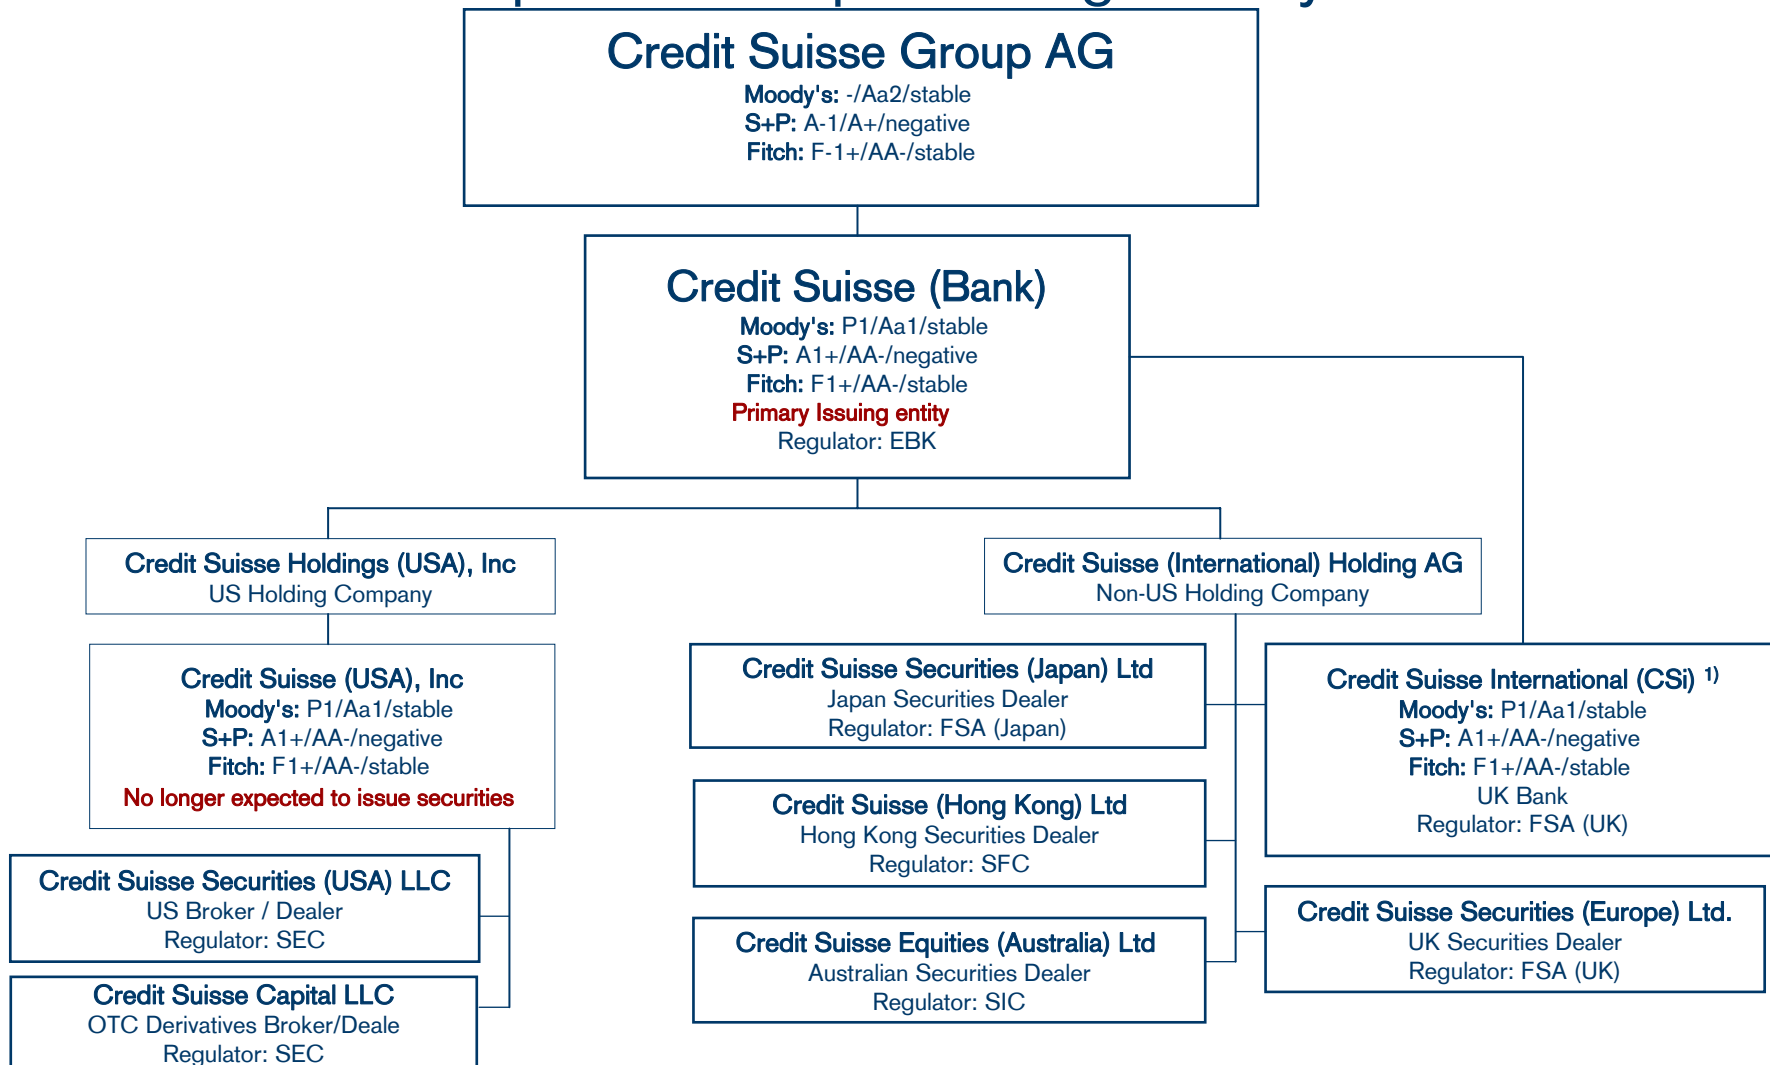 Credit Suisse Group AG
Moody's: -/Aa2/stable
S+P: A-1/A+/negative
Fitch: F-1+/AA-/stable
Credit Suisse (Bank)
Moody's: P1/Aa1/stable
S+P: A1+/AA-/negative
Fitch: F1+/AA-/stable
Primary Issuing entity
Regulator: EBK
Credit Suisse Holdings (USA), Inc
US Holding Company
Credit Suisse (International) Holding AG
Non-US Holding Company
Credit Suisse (USA), Inc
Moody's: P1/Aa1/stable
S+P: A1+/AA-/negative
Fitch: F1+/AA-/stable
No longer expected to issue securities
Credit Suisse Securities (USA) LLC
US Broker / Dealer
Regulator: SEC
Credit Suisse Capital LLC
OTC Derivatives Broker/Deale
Regulator: SEC
Credit Suisse Securities (Japan) Ltd
Japan Securities Dealer
Regulator: FSA (Japan)
Credit Suisse (Hong Kong) Ltd
Hong Kong Securities Dealer
Regulator: SFC
Credit Suisse Equities (Australia) Ltd
Australian Securities Dealer
Regulator: SIC
Credit Suisse International (CSi) 1)
Moody's: P1/Aa1/stable
S+P: A1+/AA-/negative
Fitch: F1+/AA-/stable
UK Bank
Regulator: FSA (UK)
Credit Suisse Securities (Europe) Ltd.
UK Securities Dealer
Regulator: FSA (UK)